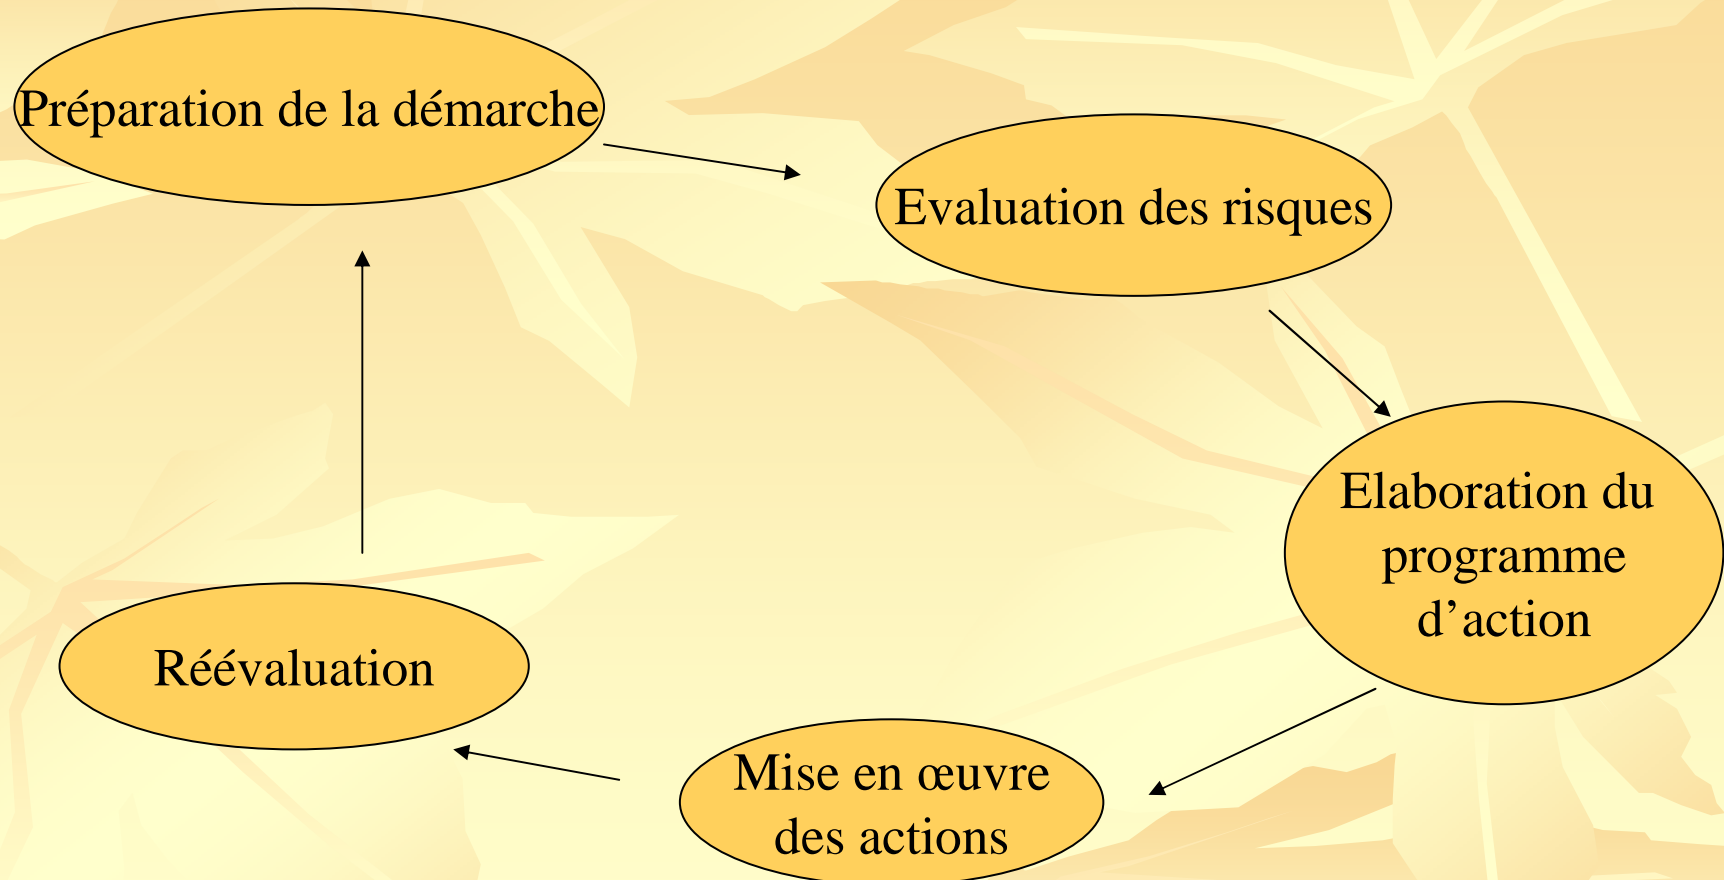 Préparation de la démarche
Evaluation des risques
Elaboration du
programme
d’action
Mise en œuvre
des actions
Réévaluation